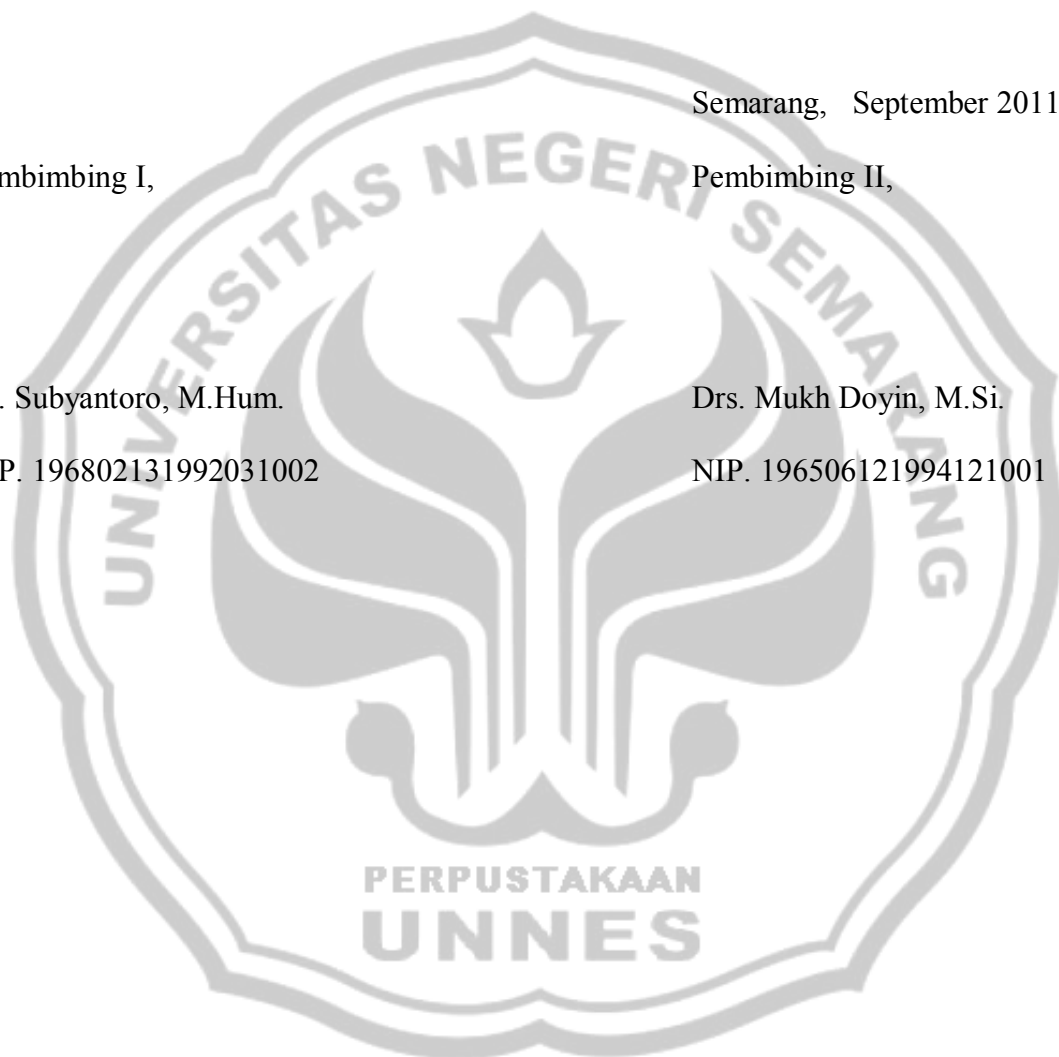 Semarang, September 2011
mbimbing I, Pembimbing II,
. Subyantoro, M.Hum. Drs. Mukh Doyin, M.Si.
P. 196802131992031002 NIP. 196506121994121001
UNIVERSITAS NEGERI SEMARANG
PERPUSTAKAAN
UNNES